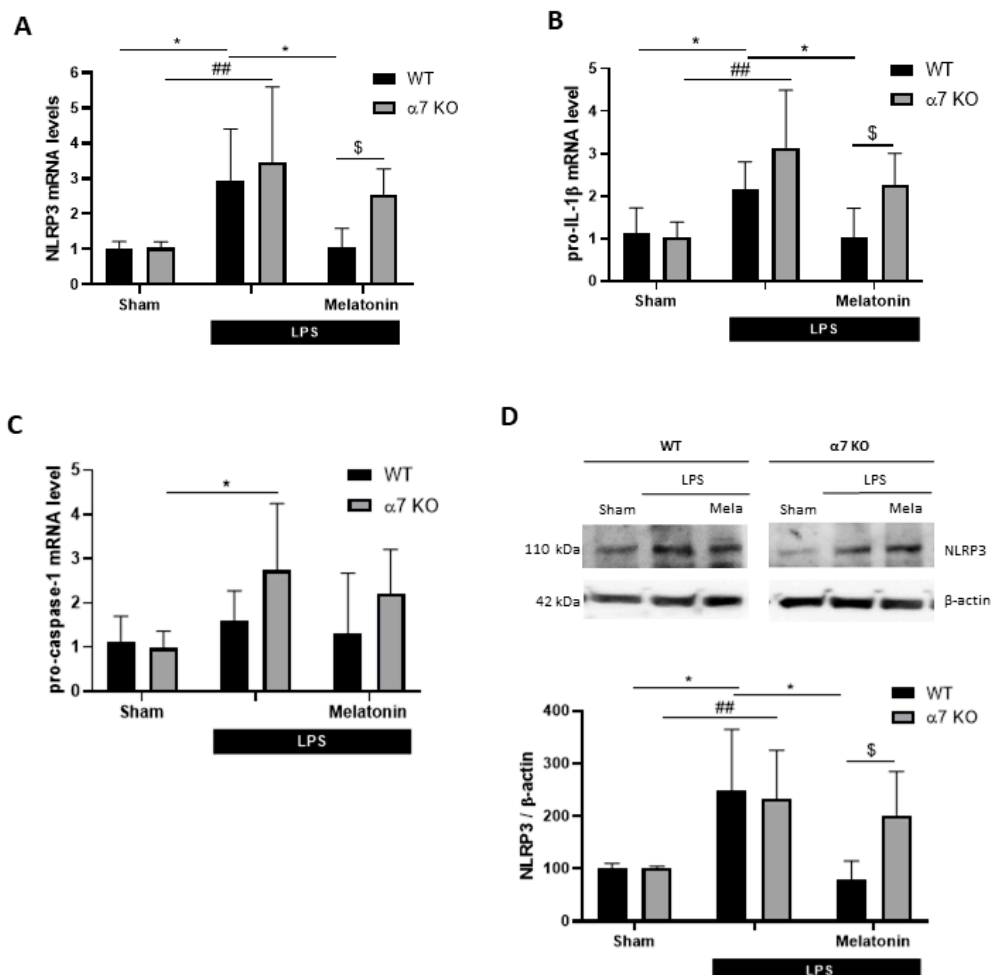 A
* *
##
WT
α7 KO
NLRP3 mRNA levels
6
5
4
3
2
1
0
$
Sham
Melatonin
LPS
B
* *
##
WT
α7 KO
pro-IL-1β mRNA level
5
4
3
2
1
0
$
Sham
Melatonin
LPS
C
*
WT
α7 KO
pro-caspase-1 mRNA level
5
4
3
2
1
0
Sham
Melatonin
LPS
D
WT α7 KO
LPS LPS
Sham Mela Sham Mela
110 kDa NLRP3
42 kDa β-actin
* *
##
WT
α7 KO
NLRP3 / β-actin
400
300
200
100
0
$
Sham
Melatonin
LPS